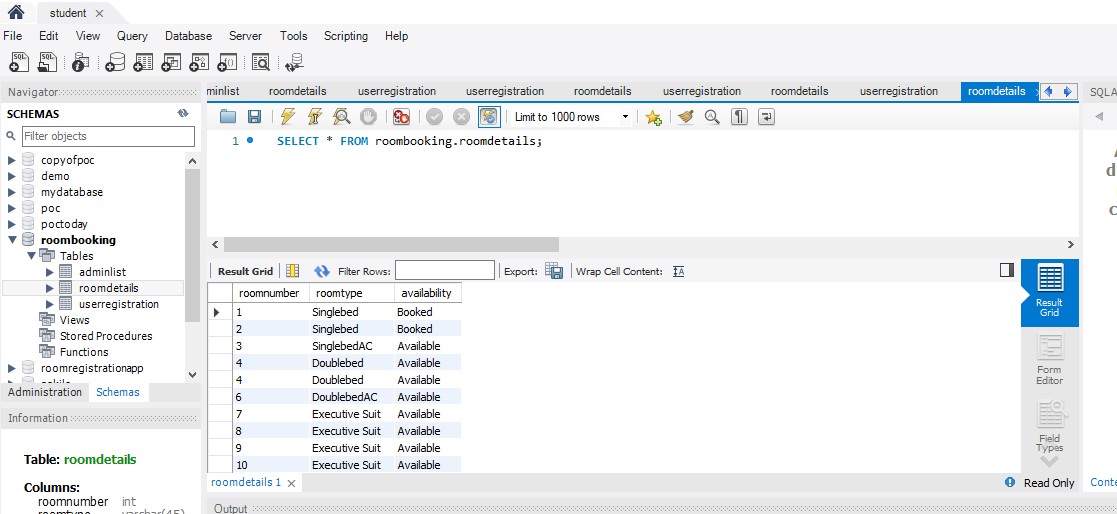 student
File Edit View Query Database Server Tools Scripting Help
Navigator
SCHEMAS
Filter objects
copyofpoc
demo
mydatabase
poc
poctoday
roombooking
Tables
adminlist
roomdetails
userregistration
Views
Stored Procedures
Functions
roomregistrationapp
Administration Schemas
Information
Table: roomdetails
Columns:
roomnumber int
roomtype varchar(45)
minlist roomdetails userregistration userregistration roomdetails userregistration roomdetails userregistration roomdetails
Limit to 1000 rows
1 SELECT * FROM roombooking.roomdetails;
Result Grid Filter Rows: Export: Wrap Cell Content:
roomnumber roomtype availability
1 Singlebed Booked
2 Singlebed Booked
3 SinglebedAC Available
4 Doublebed Available
4 Doublebed Available
6 DoublebedAC Available
7 Executive Suit Available
8 Executive Suit Available
9 Executive Suit Available
10 Executive Suit Available
Result
Grid
Form
Editor
Field
Types
roomdetails 1
Read Only
Output
SQLA
d
c
Conte